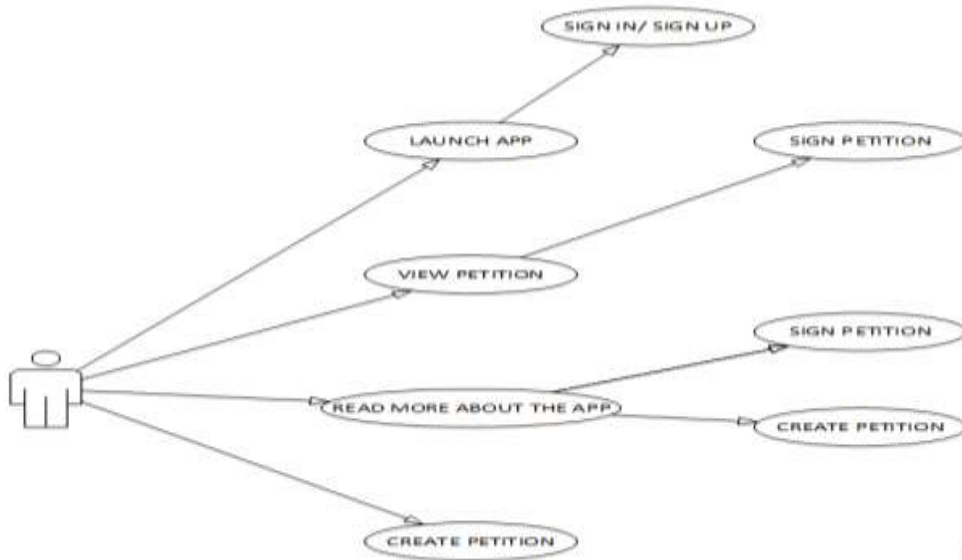 SIGN IN/ SIGN UP
LAUNCH APP
SIGN PETITION
VIEW PETITION
SIGN PETITION
READ MORE ABOUT THE APP
CREATE PETITION
CREATE PETITION